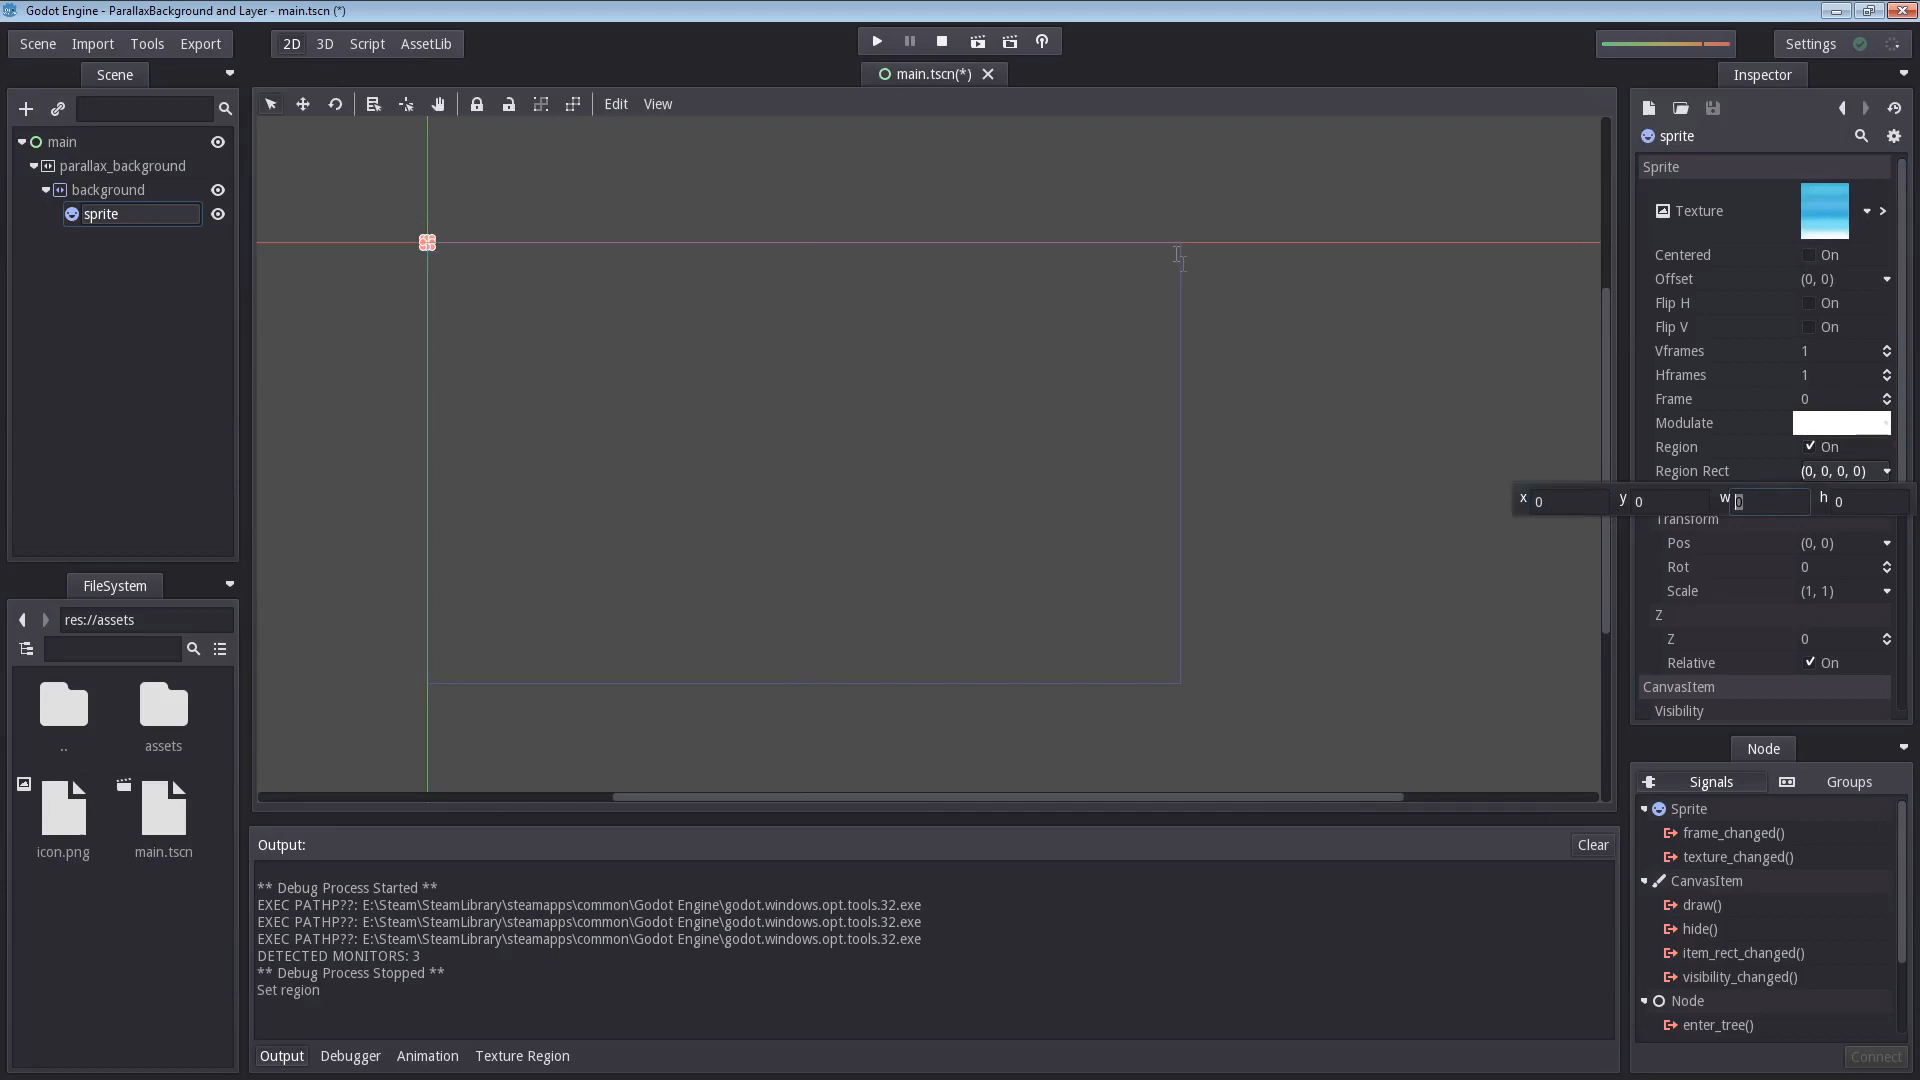 Godot Engine - ParallaxBackground and Layer - main.tscn (*)
Scene Import Tools Export
2D 3D Script AssetLib
Settings
Scene
main.tscn(*)
Inspector
Edit View
main
parallax_background
background
sprite
sprite
Sprite
Texture
Centered On
Offset (0, 0)
Flip H On
Flip V On
Vframes 1
Hframes 1
Frame 0
Modulate
Region On
Region Rect (0, 0, 0, 0)
x 0 y 0 w 0 h 0
Transform
Pos (0, 0)
Rot 0
Scale (1, 1)
Z
Z 0
Relative On
CanvasItem
Visibility
FileSystem
res://assets
..
assets
icon.png
main.tscn
Output:
Clear
** Debug Process Started **
EXEC PATHP??: E:\Steam\SteamLibrary\steamapps\common\Godot Engine\godot.windows.opt.tools.32.exe
EXEC PATHP??: E:\Steam\SteamLibrary\steamapps\common\Godot Engine\godot.windows.opt.tools.32.exe
EXEC PATHP??: E:\Steam\SteamLibrary\steamapps\common\Godot Engine\godot.windows.opt.tools.32.exe
DETECTED MONITORS: 3
** Debug Process Stopped **
Set region
Output Debugger Animation Texture Region
Node
Signals Groups
Sprite
frame_changed()
texture_changed()
CanvasItem
draw()
hide()
item_rect_changed()
visibility_changed()
Node
enter_tree()
Connect